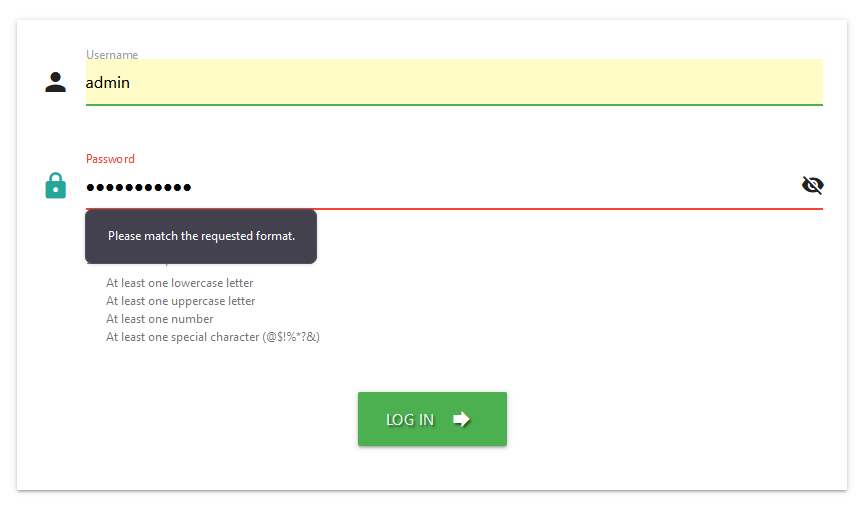 Username
admin
Password
•••••••••••
Please match the requested format.
At least one lowercase letter
At least one uppercase letter
At least one number
At least one special character (@$!%*?&)
LOG IN